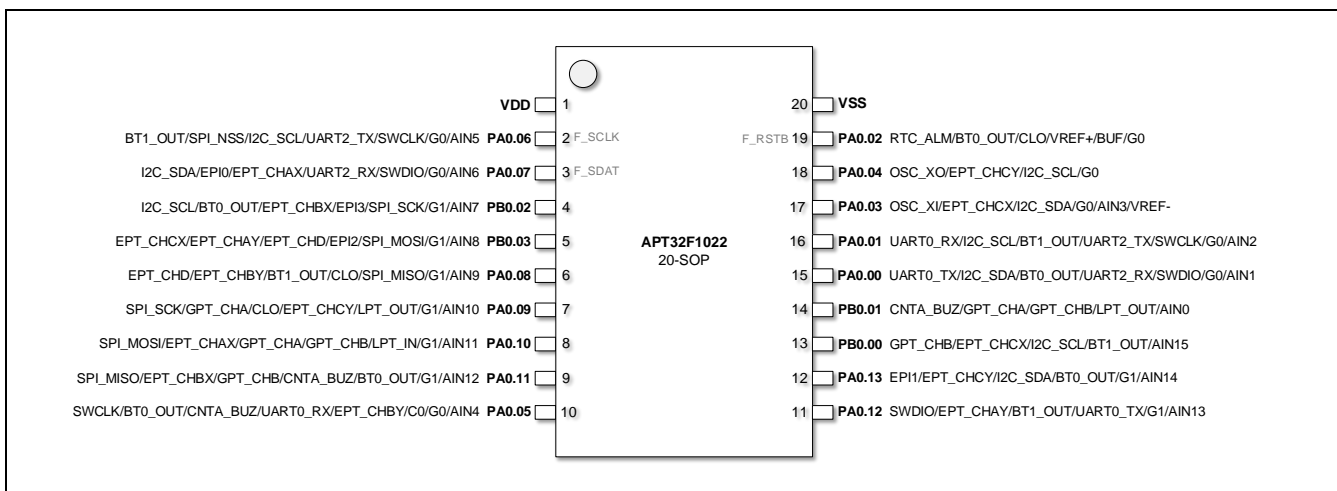 VDD 1
20 VSS
BT1_OUT/SPI_NSS/I2C_SCL/UART2_TX/SWCLK/G0/AIN5 PA0.06 2 F_SCLK
F_RSTB 19 PA0.02 RTC_ALM/BT0_OUT/CLO/VREF+/BUF/G0
I2C_SDA/EPI0/EPT_CHAX/UART2_RX/SWDIO/G0/AIN6 PA0.07 3 F_SDAT
18 PA0.04 OSC_XO/EPT_CHCY/I2C_SCL/G0
I2C_SCL/BT0_OUT/EPT_CHBX/EPI3/SPI_SCK/G1/AIN7 PB0.02 4
17 PA0.03 OSC_XI/EPT_CHCX/I2C_SDA/G0/AIN3/VREF-
EPT_CHCX/EPT_CHAY/EPT_CHD/EPI2/SPI_MOSI/G1/AIN8 PB0.03 5
APT32F1022
20-SOP
16 PA0.01 UART0_RX/I2C_SCL/BT1_OUT/UART2_TX/SWCLK/G0/AIN2
EPT_CHD/EPT_CHBY/BT1_OUT/CLO/SPI_MISO/G1/AIN9 PA0.08 6
15 PA0.00 UART0_TX/I2C_SDA/BT0_OUT/UART2_RX/SWDIO/G0/AIN1
SPI_SCK/GPT_CHA/CLO/EPT_CHCY/LPT_OUT/G1/AIN10 PA0.09 7
14 PB0.01 CNTA_BUZ/GPT_CHA/GPT_CHB/LPT_OUT/AIN0
SPI_MOSI/EPT_CHAX/GPT_CHA/GPT_CHB/LPT_IN/G1/AIN11 PA0.10 8
13 PB0.00 GPT_CHB/EPT_CHCX/I2C_SCL/BT1_OUT/AIN15
SPI_MISO/EPT_CHBX/GPT_CHB/CNTA_BUZ/BT0_OUT/G1/AIN12 PA0.11 9
12 PA0.13 EPI1/EPT_CHCY/I2C_SDA/BT0_OUT/G1/AIN14
SWCLK/BT0_OUT/CNTA_BUZ/UART0_RX/EPT_CHBY/C0/G0/AIN4 PA0.05 10
11 PA0.12 SWDIO/EPT_CHAY/BT1_OUT/UART0_TX/G1/AIN13